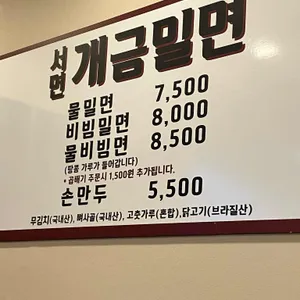 서면 개금밀면
물밀면 7,500
비빔밀면 8,000
물비빔면 8,500
(땅콩 가루가 들어갑니다)
* 곱빼기 주문시 1,500원 추가됩니다.
손만두 5,500
무김치(국내산), 뼈사골(국내산), 고춧가루(혼합),닭고기(브라질산)